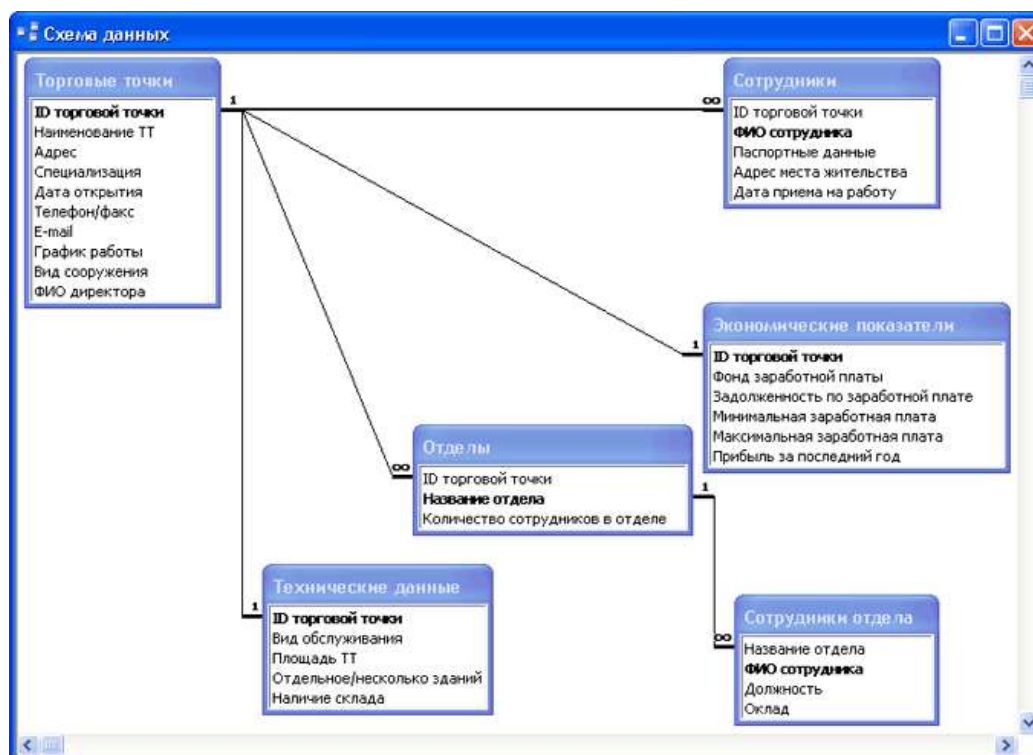 Схема данных
Торговые точки
ID торговой точки
Наименование ТТ
Адрес
Специализация
Дата открытия
Телефон/факс
E-mail
График работы
Вид сооружения
ФИО директора
1
∞
Сотрудники
ID торговой точки
ФИО сотрудника
Паспортные данные
Адрес места жительства
Дата приема на работу
1
Экономические показатели
ID торговой точки
Фонд заработной платы
Задолженность по заработной плате
Минимальная заработная плата
Максимальная заработная плата
Прибыль за последний год
∞
Отделы
ID торговой точки
Название отдела
Количество сотрудников в отделе
1
1
Технические данные
ID торговой точки
Вид обслуживания
Площадь ТТ
Отдельное/несколько зданий
Наличие склада
∞
Сотрудники отдела
Название отдела
ФИО сотрудника
Должность
Оклад